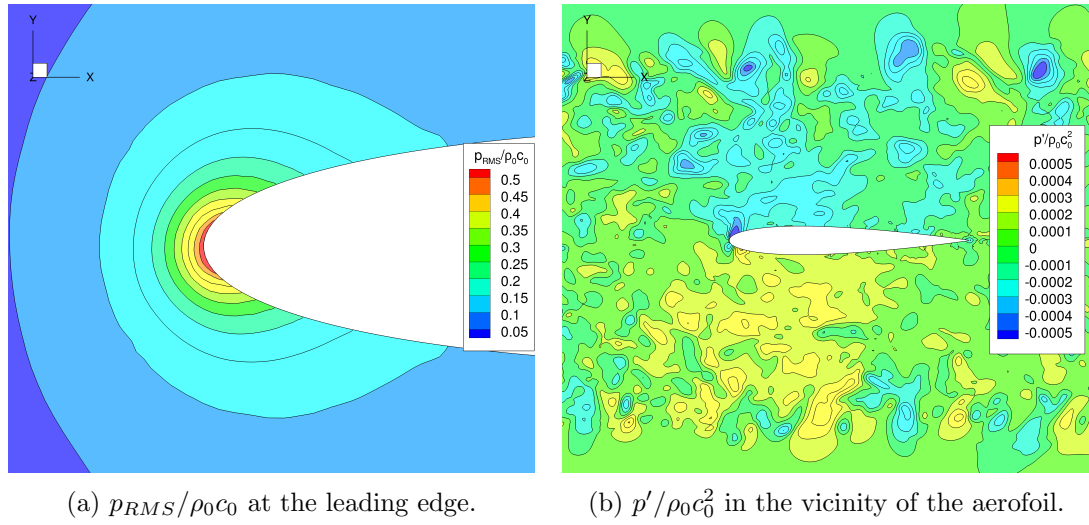 Y
Z X
p_RMS/ρ₀c₀
0.5
0.45
0.4
0.35
0.3
0.25
0.2
0.15
0.1
0.05
(a) p_{RMS}/ρ₀c₀ at the leading edge.
Y
Z X
p'/ρ₀c₀²
0.0005
0.0004
0.0003
0.0002
0.0001
0
-0.0001
-0.0002
-0.0003
-0.0004
-0.0005
(b) p′/ρ₀c₀² in the vicinity of the aerofoil.